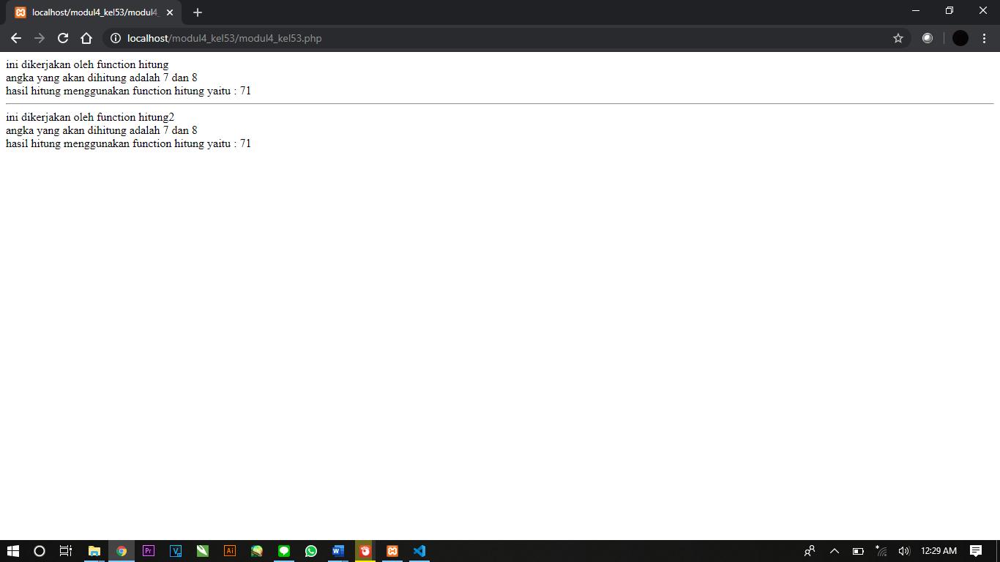 localhost/modul4_kel53/modul4_
localhost/modul4_kel53/modul4_kel53.php
ini dikerjakan oleh function hitung
angka yang akan dihitung adalah 7 dan 8
hasil hitung menggunakan function hitung yaitu : 71
ini dikerjakan oleh function hitung2
angka yang akan dihitung adalah 7 dan 8
hasil hitung menggunakan function hitung yaitu : 71
Pr
Ai
12:29 AM